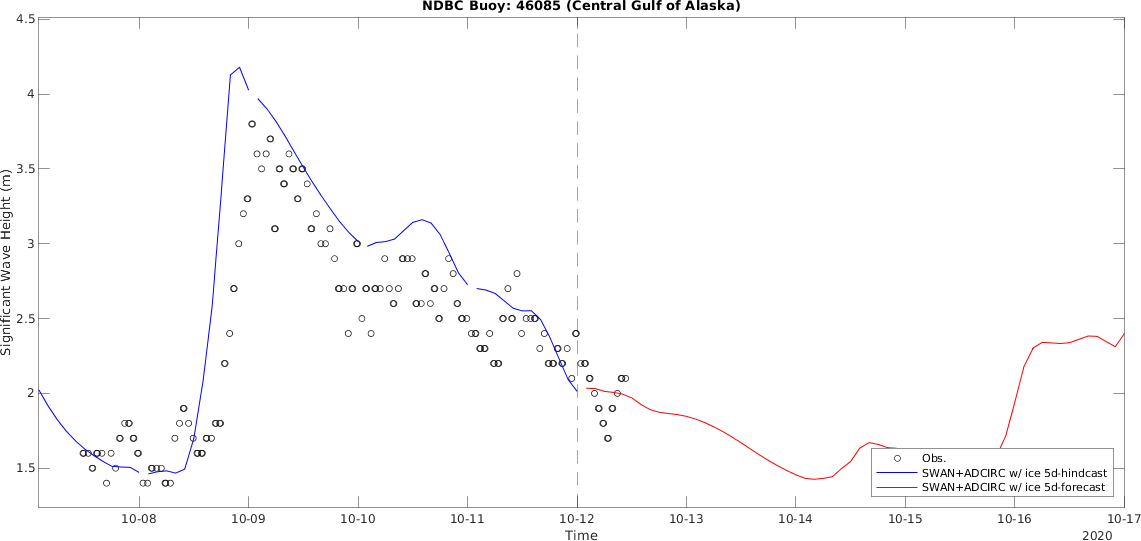 NDBC Buoy: 46085 (Central Gulf of Alaska)
4.5
4
3.5
3
2.5
2
1.5
Significant Wave Height (m)
Obs.
SWAN+ADCIRC w/ ice 5d-hindcast
SWAN+ADCIRC w/ ice 5d-forecast
10-08 10-09 10-10 10-11 10-12 10-13 10-14 10-15 10-16 10-17
Time
2020